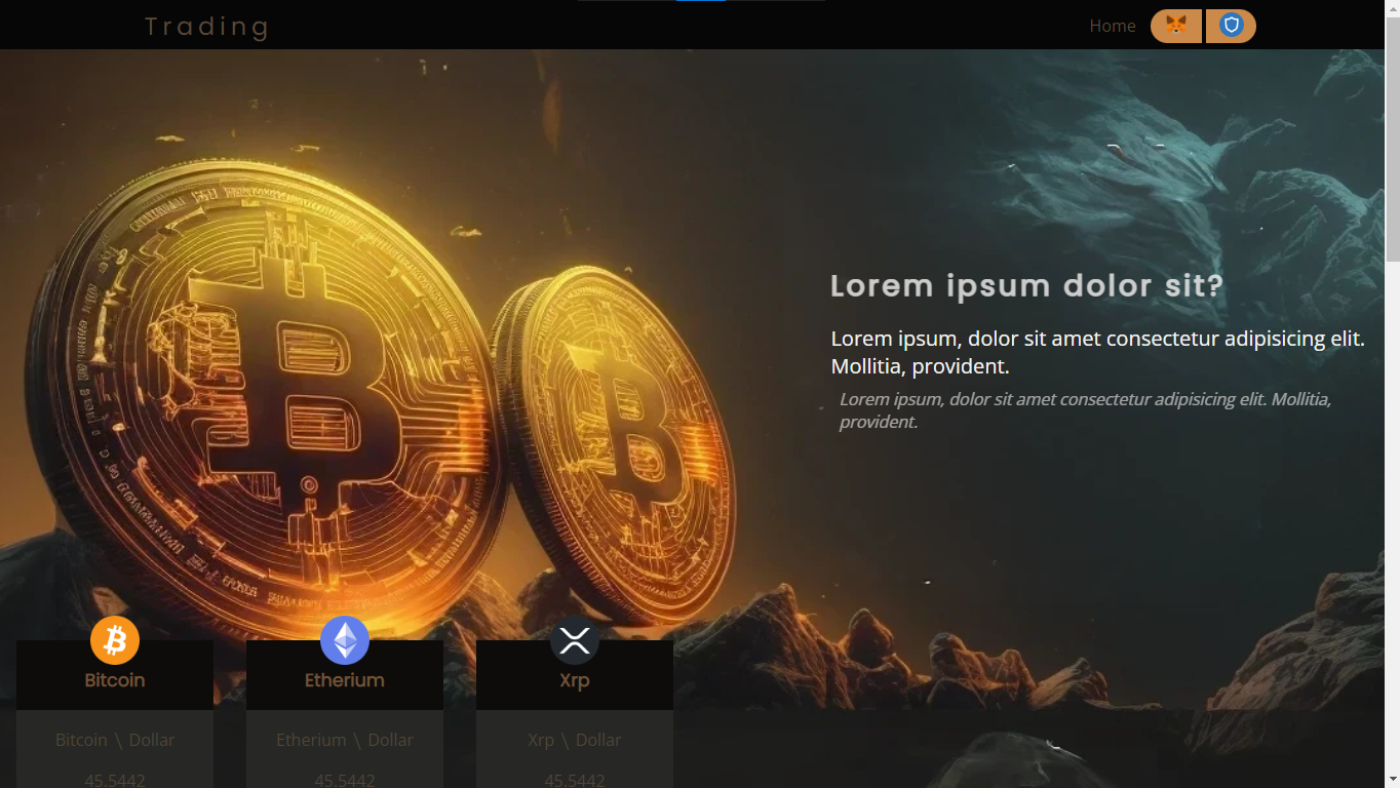 Trading
Home
Lorem ipsum dolor sit?
Lorem ipsum, dolor sit amet consectetur adipisicing elit.
Mollitia, provident.
Lorem ipsum, dolor sit amet consectetur adipisicing elit. Mollitia,
provident.
Bitcoin
Etherium
Xrp
Bitcoin \ Dollar
Etherium \ Dollar
Xrp \ Dollar
45.5442
45.5442
45.5442